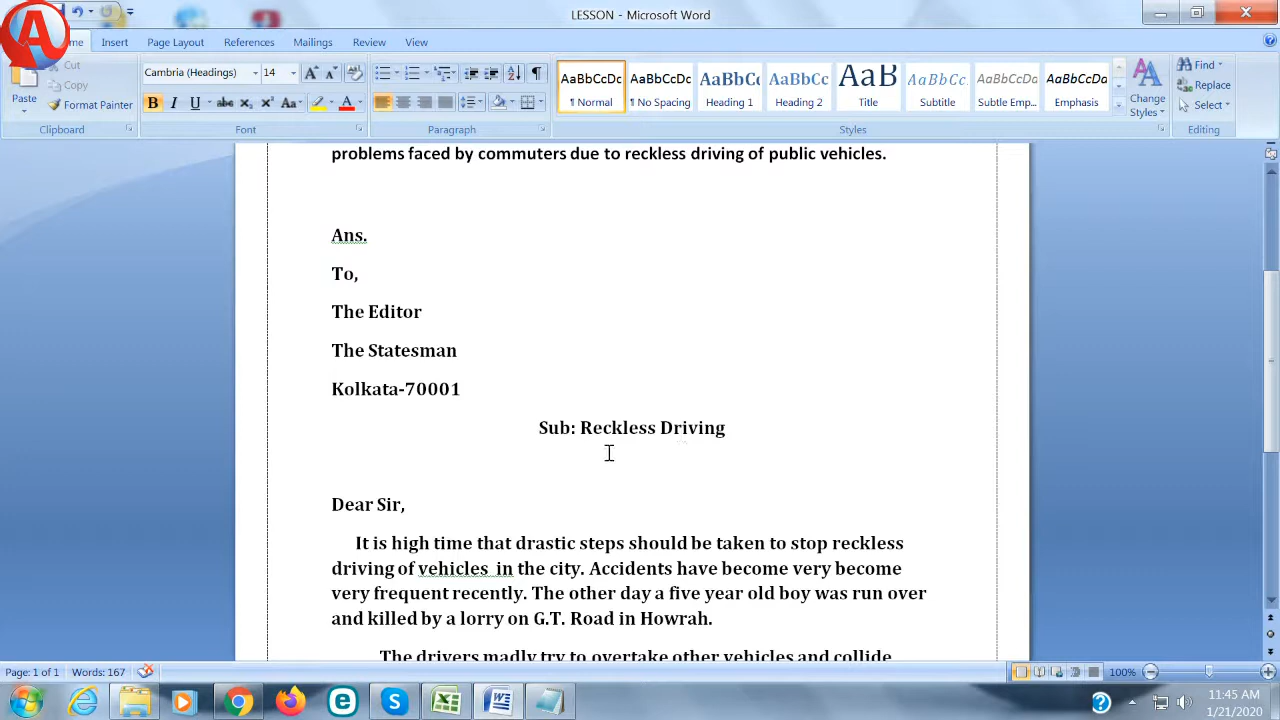 LESSON - Microsoft Word
Insert Page Layout References Mailings Review View
Cut
Copy
Format Painter
Paste
Clipboard
Cambria (Headings) 14
B I U abc X₂ X² Aa
Font
Paragraph
AaBbCcDc AaBbCcDc AaBbC AaBbCc AaB AaBbCc. AaBbCcDa AaBbCcDa
¶ Normal ¶ No Spacing Heading 1 Heading 2 Title Subtitle Subtle Emp... Emphasis
Change Styles
Styles
Find
Replace
Select
Editing
problems faced by commuters due to reckless driving of public vehicles.
Ans.
To,
The Editor
The Statesman
Kolkata-70001
Sub: Reckless Driving
Dear Sir,
It is high time that drastic steps should be taken to stop reckless
driving of vehicles in the city. Accidents have become very become
very frequent recently. The other day a five year old boy was run over
and killed by a lorry on G.T. Road in Howrah.
The drivers madly try to overtake other vehicles and collide
Page: 1 of 1 Words: 167 100%
11:45 AM
1/21/2020